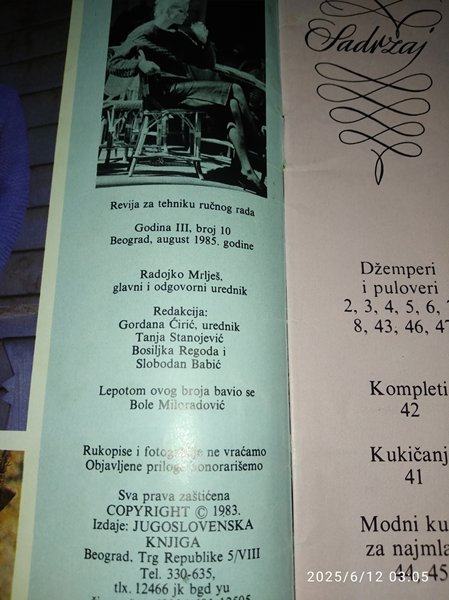 Revija za tehniku ručnog rada
Godina III, broj 10
Beograd, august 1985. godine
Radojko Mrlješ,
glavni i odgovorni urednik
Redakcija:
Gordana Ćirić, urednik
Tanja Stanojević
Bosiljka Regoda i
Slobodan Babić
Lepotom ovog broja bavio se
Bole Miloradović
Rukopise i ne vraćamo
Objavljene honorarišemo
Sva prava zaštićena
COPYRIGHT © 1983.
Izdaje: JUGOSLOVENSKA
KNJIGA
Beograd, Trg Republike 5/VIII
Tel. 330-635,
tlx. 12466 jk bgd yu
Sadržaj
Džemperi
i puloveri
2, 3, 4, 5, 6,
8, 43, 46,
Kompleti
42
Kukičanj
41
Modni ku
za najmla
44 45
2025/6/12 03:05